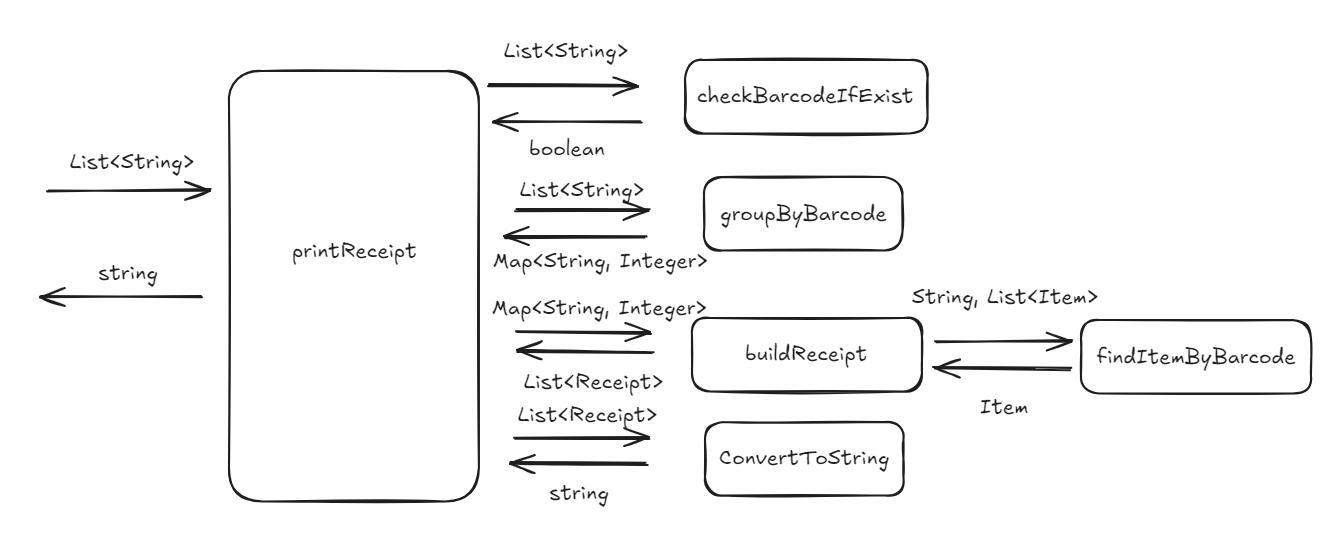 List<String>
checkBarcodeIfExist
boolean
List<String>
List<String>
groupByBarcode
printReceipt
Map<String, Integer>
string
Map<String, Integer>
String, List<Item>
buildReceipt
findItemByBarcode
List<Receipt>
Item
List<Receipt>
ConvertToString
string